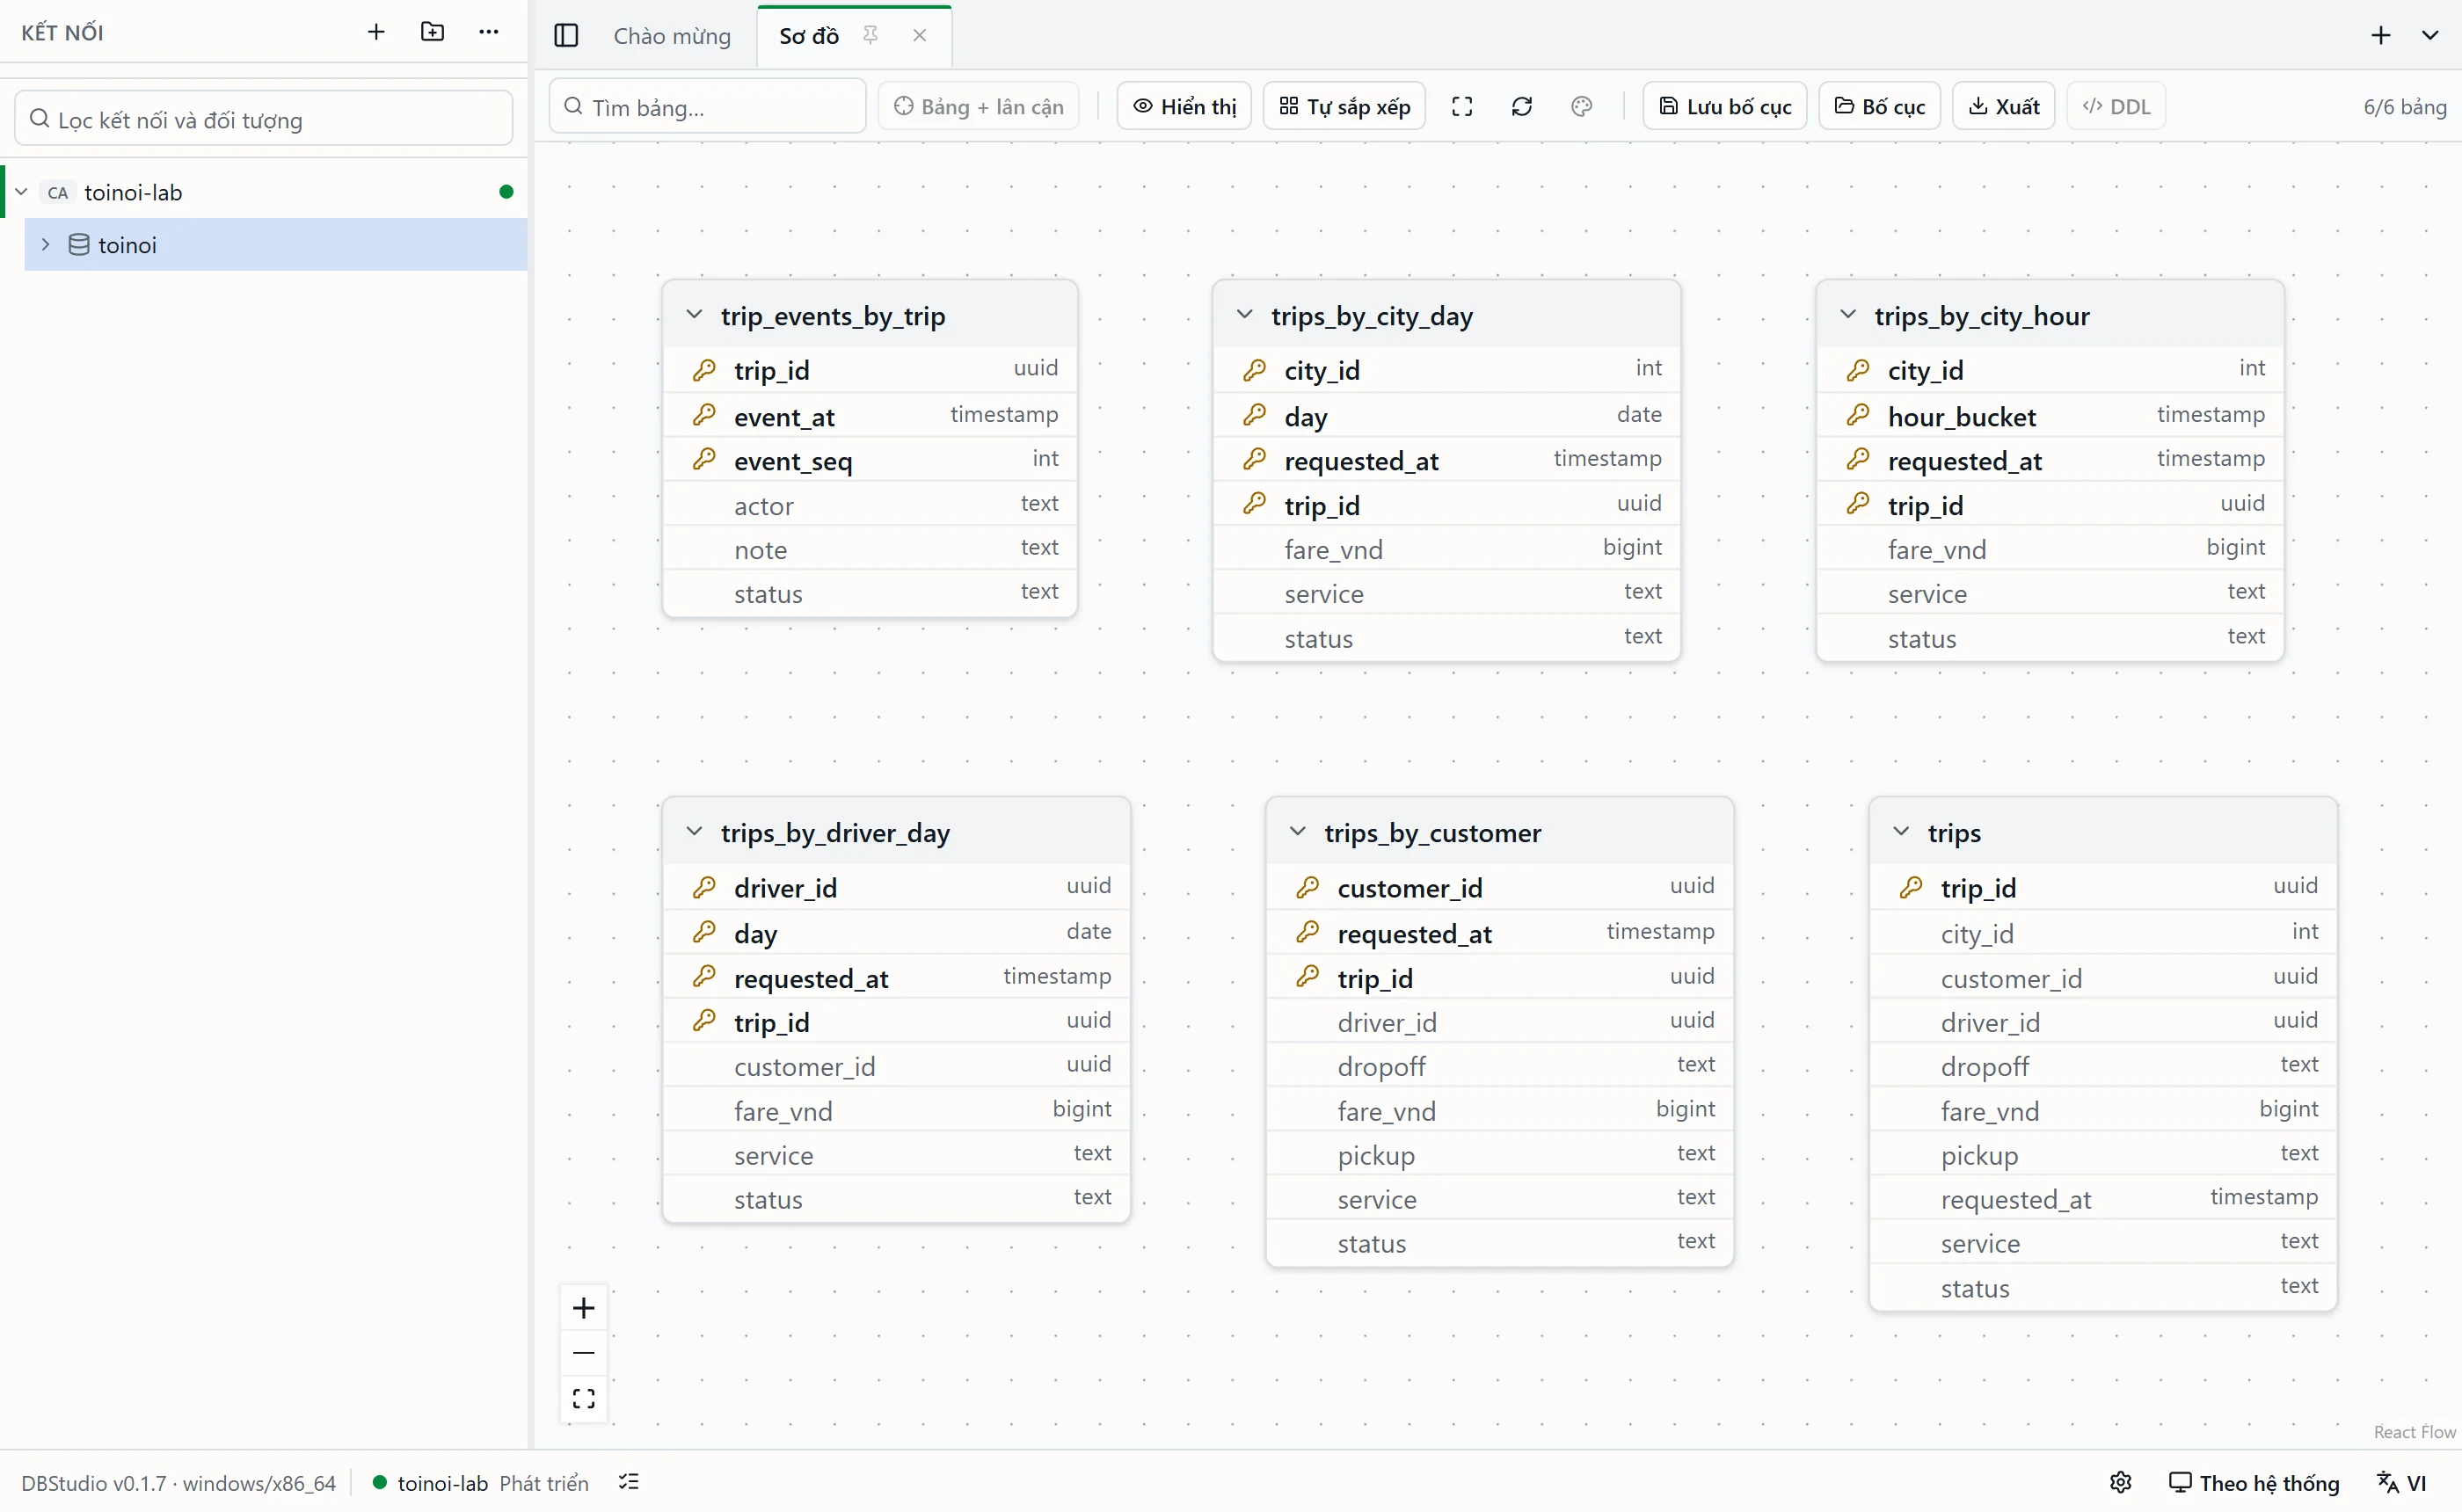 KẾT NỐI
Chào mừng
Sơ đồ
Lọc kết nối và đối tượng
Tìm bảng...
Bảng + lân cận
Hiển thị
Tự sắp xếp
Lưu bố cục
Bố cục
Xuất
</> DDL
6/6 bảng
CA toinoi-lab
toinoi
trip_events_by_trip
trip_id uuid
event_at timestamp
event_seq int
actor text
note text
status text
trips_by_city_day
city_id int
day date
requested_at timestamp
trip_id uuid
fare_vnd bigint
service text
status text
trips_by_city_hour
city_id int
hour_bucket timestamp
requested_at timestamp
trip_id uuid
fare_vnd bigint
service text
status text
trips_by_driver_day
driver_id uuid
day date
requested_at timestamp
trip_id uuid
customer_id uuid
fare_vnd bigint
service text
status text
trips_by_customer
customer_id uuid
requested_at timestamp
trip_id uuid
driver_id uuid
dropoff text
fare_vnd bigint
pickup text
service text
status text
trips
trip_id uuid
city_id int
customer_id uuid
driver_id uuid
dropoff text
fare_vnd bigint
pickup text
requested_at timestamp
service text
status text
React Flow
DBStudio v0.1.7 · windows/x86_64
toinoi-lab Phát triển
Theo hệ thống
VI